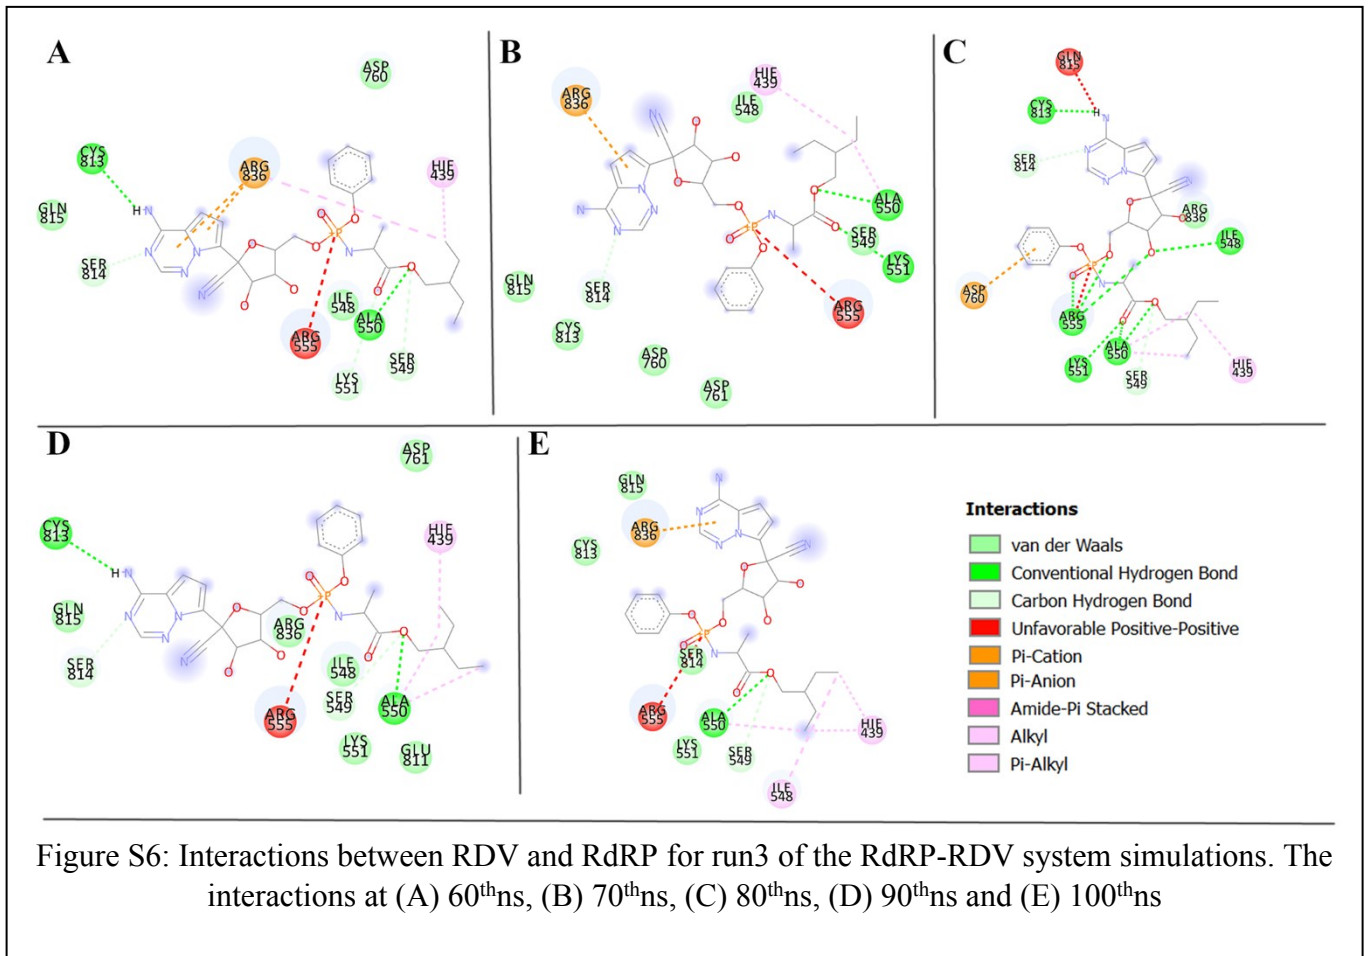 A
ASP
760
CYS
813
ARG
836
HIE
439
GLN
815
H
N
N
N
N
N
O
O
O
O
O
P
O
N
O
O
SER
814
ILE
548
ALA
550
ARG
555
LYS
551
SER
549
B
HIE
439
ARG
836
ILE
548
N
O
O
O
N
N
N
N
O
O
P
O
N
O
O
ALA
550
SER
549
LYS
551
GLN
815
SER
814
ARG
555
CYS
813
ASP
760
ASP
761
C
GLN
815
CYS
813
H
N
SER
814
N
N
N
N
O
O
O
ARG
836
ILE
548
O
O
P
O
N
O
O
ASP
760
ARG
555
LYS
551
ALA
550
SER
549
HIE
439
D
ASP
761
CYS
813
HIE
439
H
N
N
N
N
N
O
O
O
O
O
P
O
N
O
O
GLN
815
SER
814
ARG
836
ILE
548
SER
549
ALA
550
ARG
555
LYS
551
GLU
811
E
GLN
815
ARG
836
CYS
813
N
N
N
N
N
O
O
O
O
O
P
O
N
O
O
SER
814
ARG
555
ALA
550
LYS
551
SER
549
HIE
439
ILE
548
Interactions
van der Waals
Conventional Hydrogen Bond
Carbon Hydrogen Bond
Unfavorable Positive-Positive
Pi-Cation
Pi-Anion
Amide-Pi Stacked
Alkyl
Pi-Alkyl
Figure S6: Interactions between RDV and RdRP for run3 of the RdRP-RDV system simulations. The
interactions at (A) 60thns, (B) 70thns, (C) 80thns, (D) 90thns and (E) 100thns